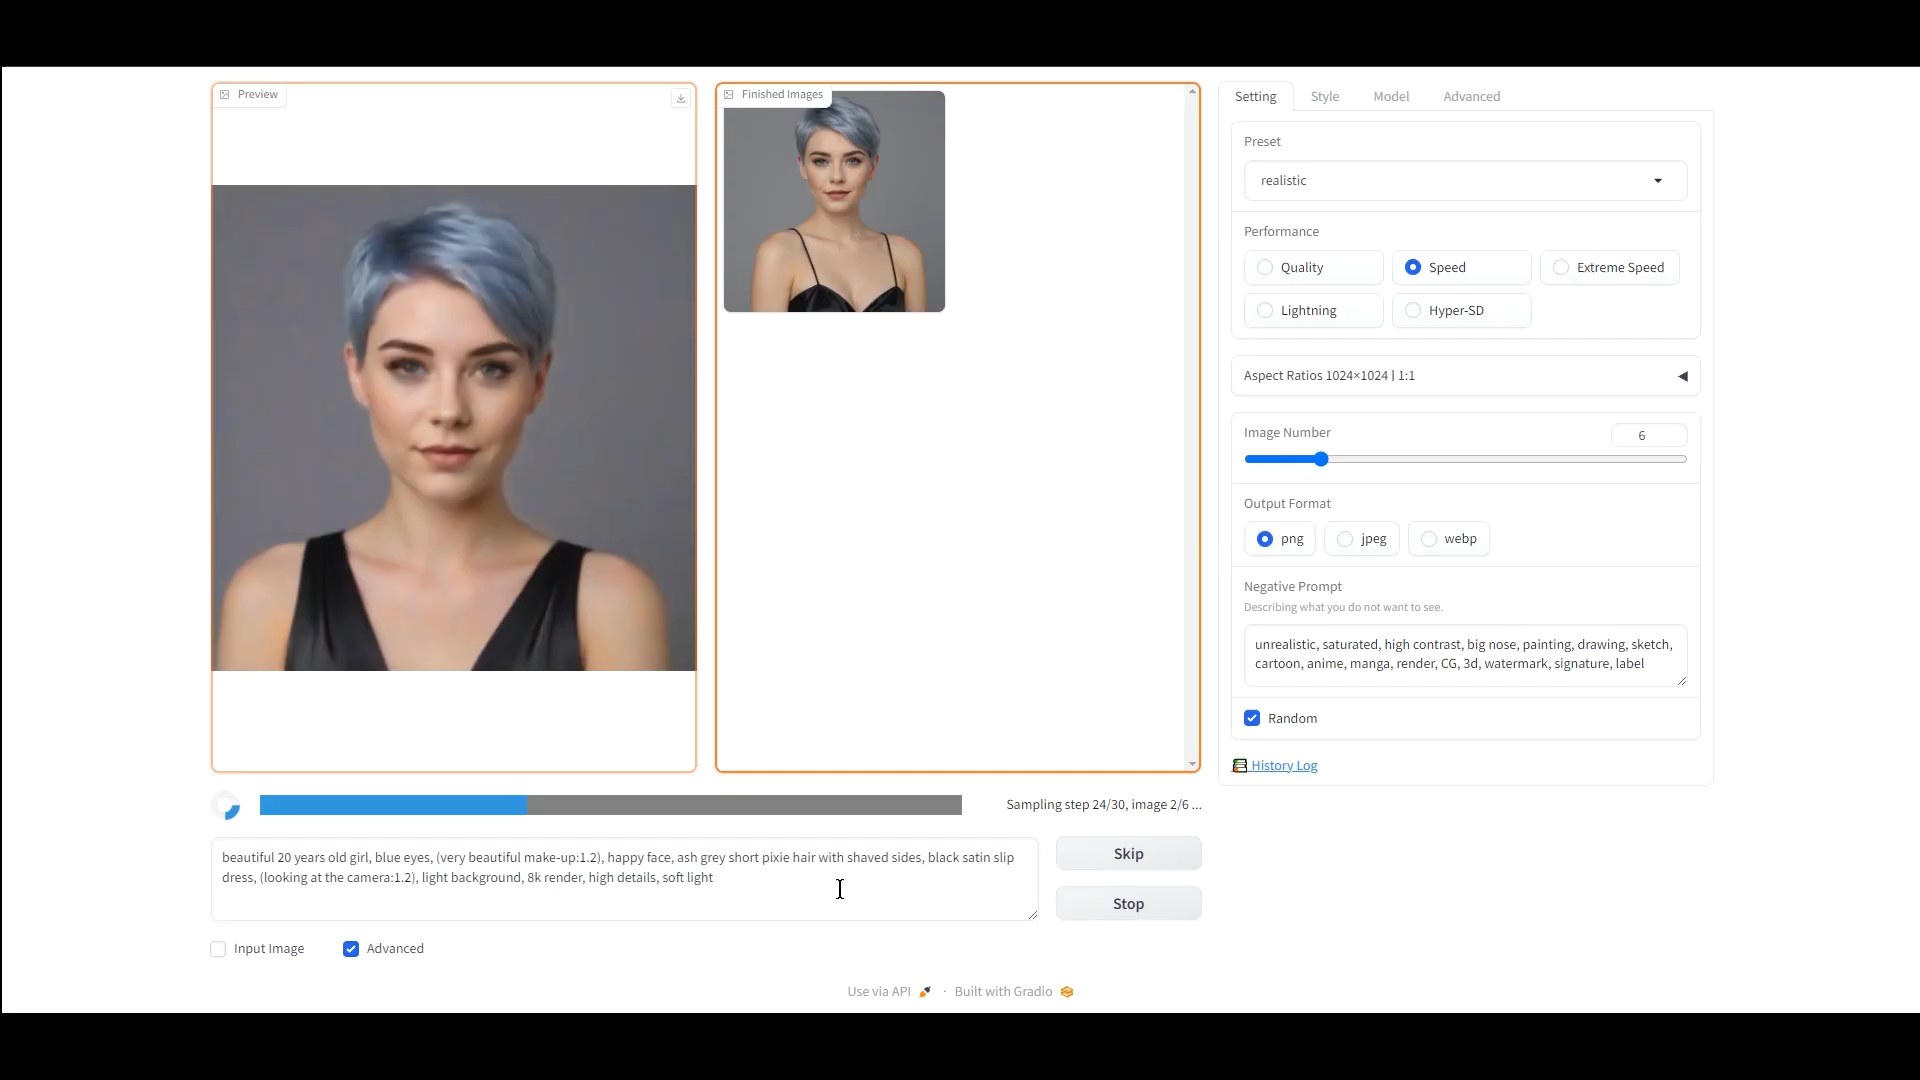 Preview
Finished Images
Setting
Style
Model
Advanced
Preset
realistic
Performance
Quality
Speed
Extreme Speed
Lightning
Hyper-SD
Aspect Ratios 1024×1024 | 1:1
Image Number
6
Output Format
png
jpeg
webp
Negative Prompt
Describing what you do not want to see.
unrealistic, saturated, high contrast, big nose, painting, drawing, sketch,
cartoon, anime, manga, render, CG, 3d, watermark, signature, label
Random
History Log
Sampling step 24/30, image 2/6 ...
beautiful 20 years old girl, blue eyes, (very beautiful make-up:1.2), happy face, ash grey short pixie hair with shaved sides, black satin slip
dress, (looking at the camera:1.2), light background, 8k render, high details, soft light
Skip
Stop
Input Image
Advanced
Use via API · Built with Gradio